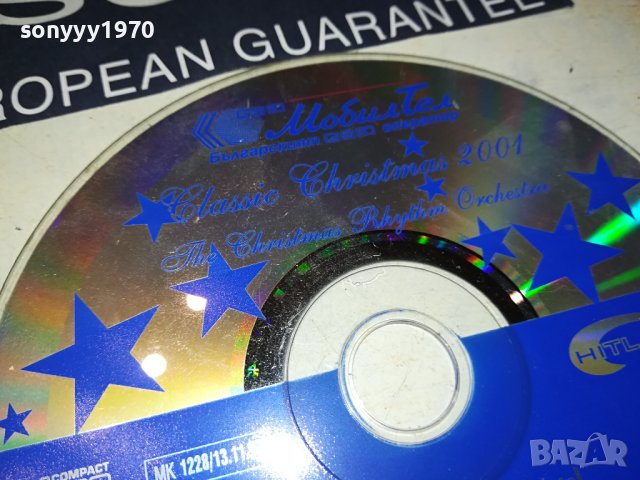 sonyyy1970
EUROPEAN GUARANTEE
МобилТел
Българският GSM оператор
Classic Christmas 2001
The Christmas Rhythm Orchestra
HITL
COMPACT
MK 1228/13.11
BAZAR